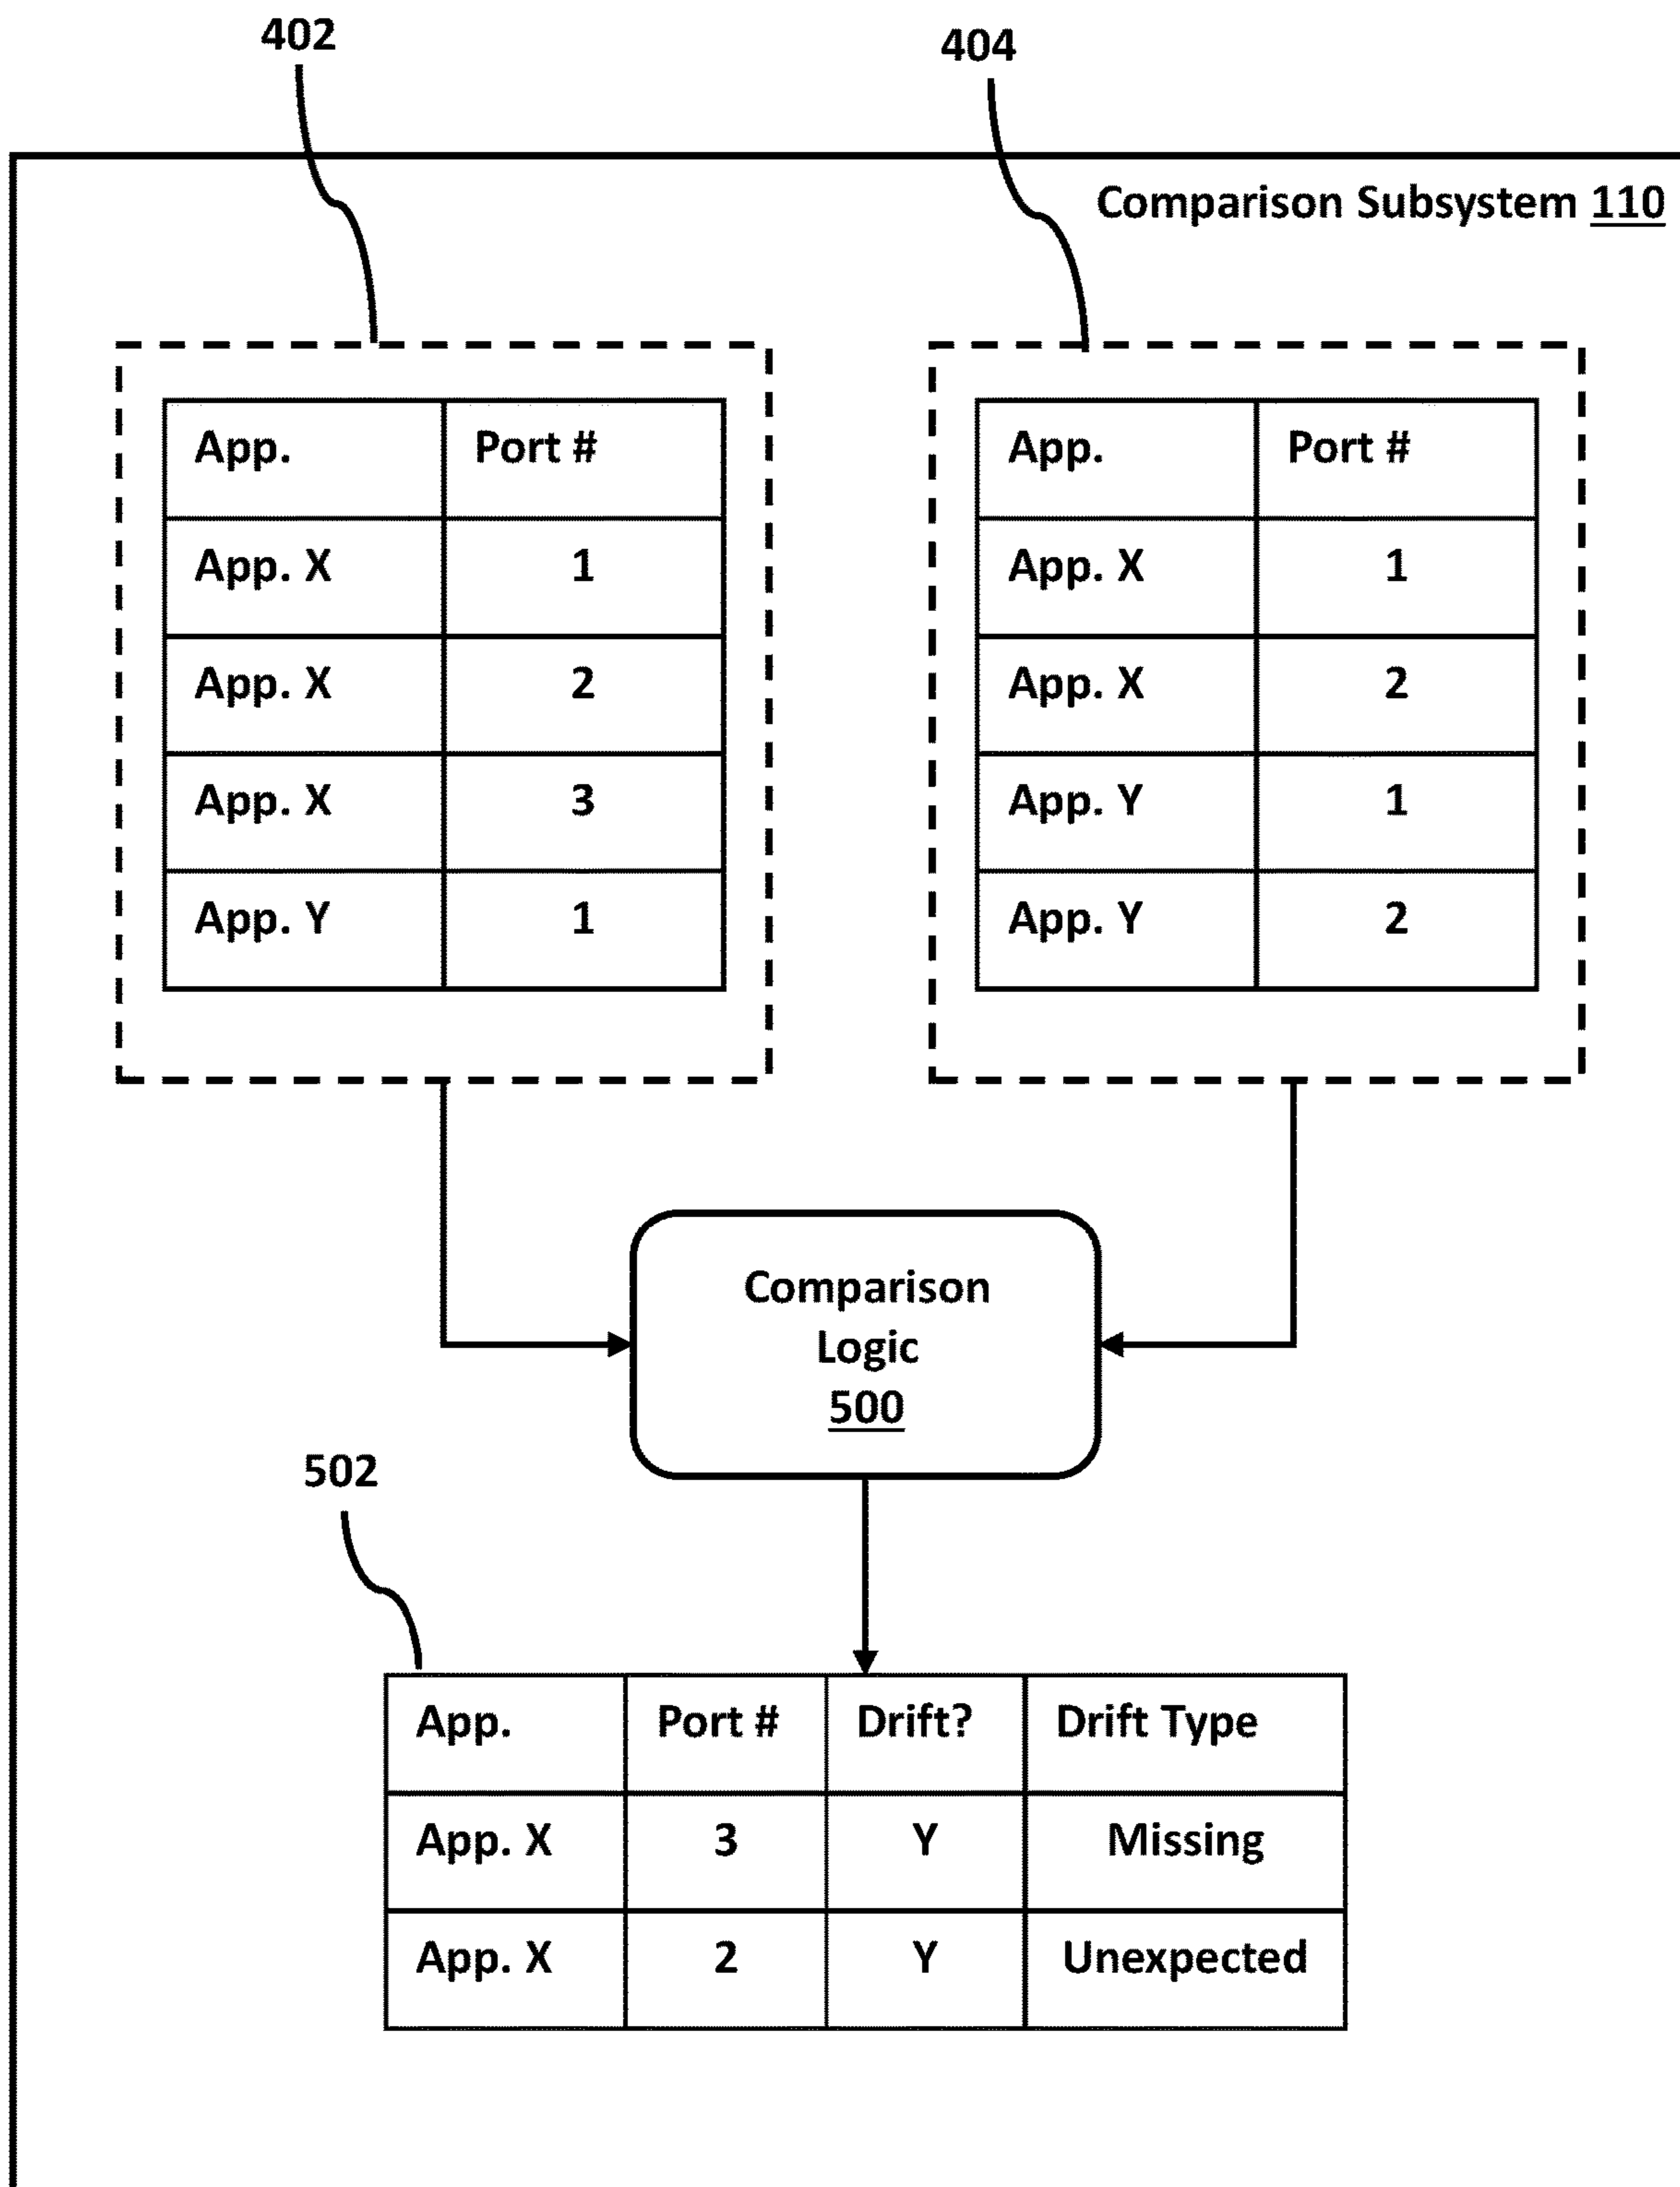 402
404
Comparison Subsystem 110
App. Port #
App. X 1
App. X 2
App. X 3
App. Y 1
App. Port #
App. X 1
App. X 2
App. Y 1
App. Y 2
Comparison
Logic
500
502
App. Port # Drift? Drift Type
App. X 3 Y Missing
App. X 2 Y Unexpected